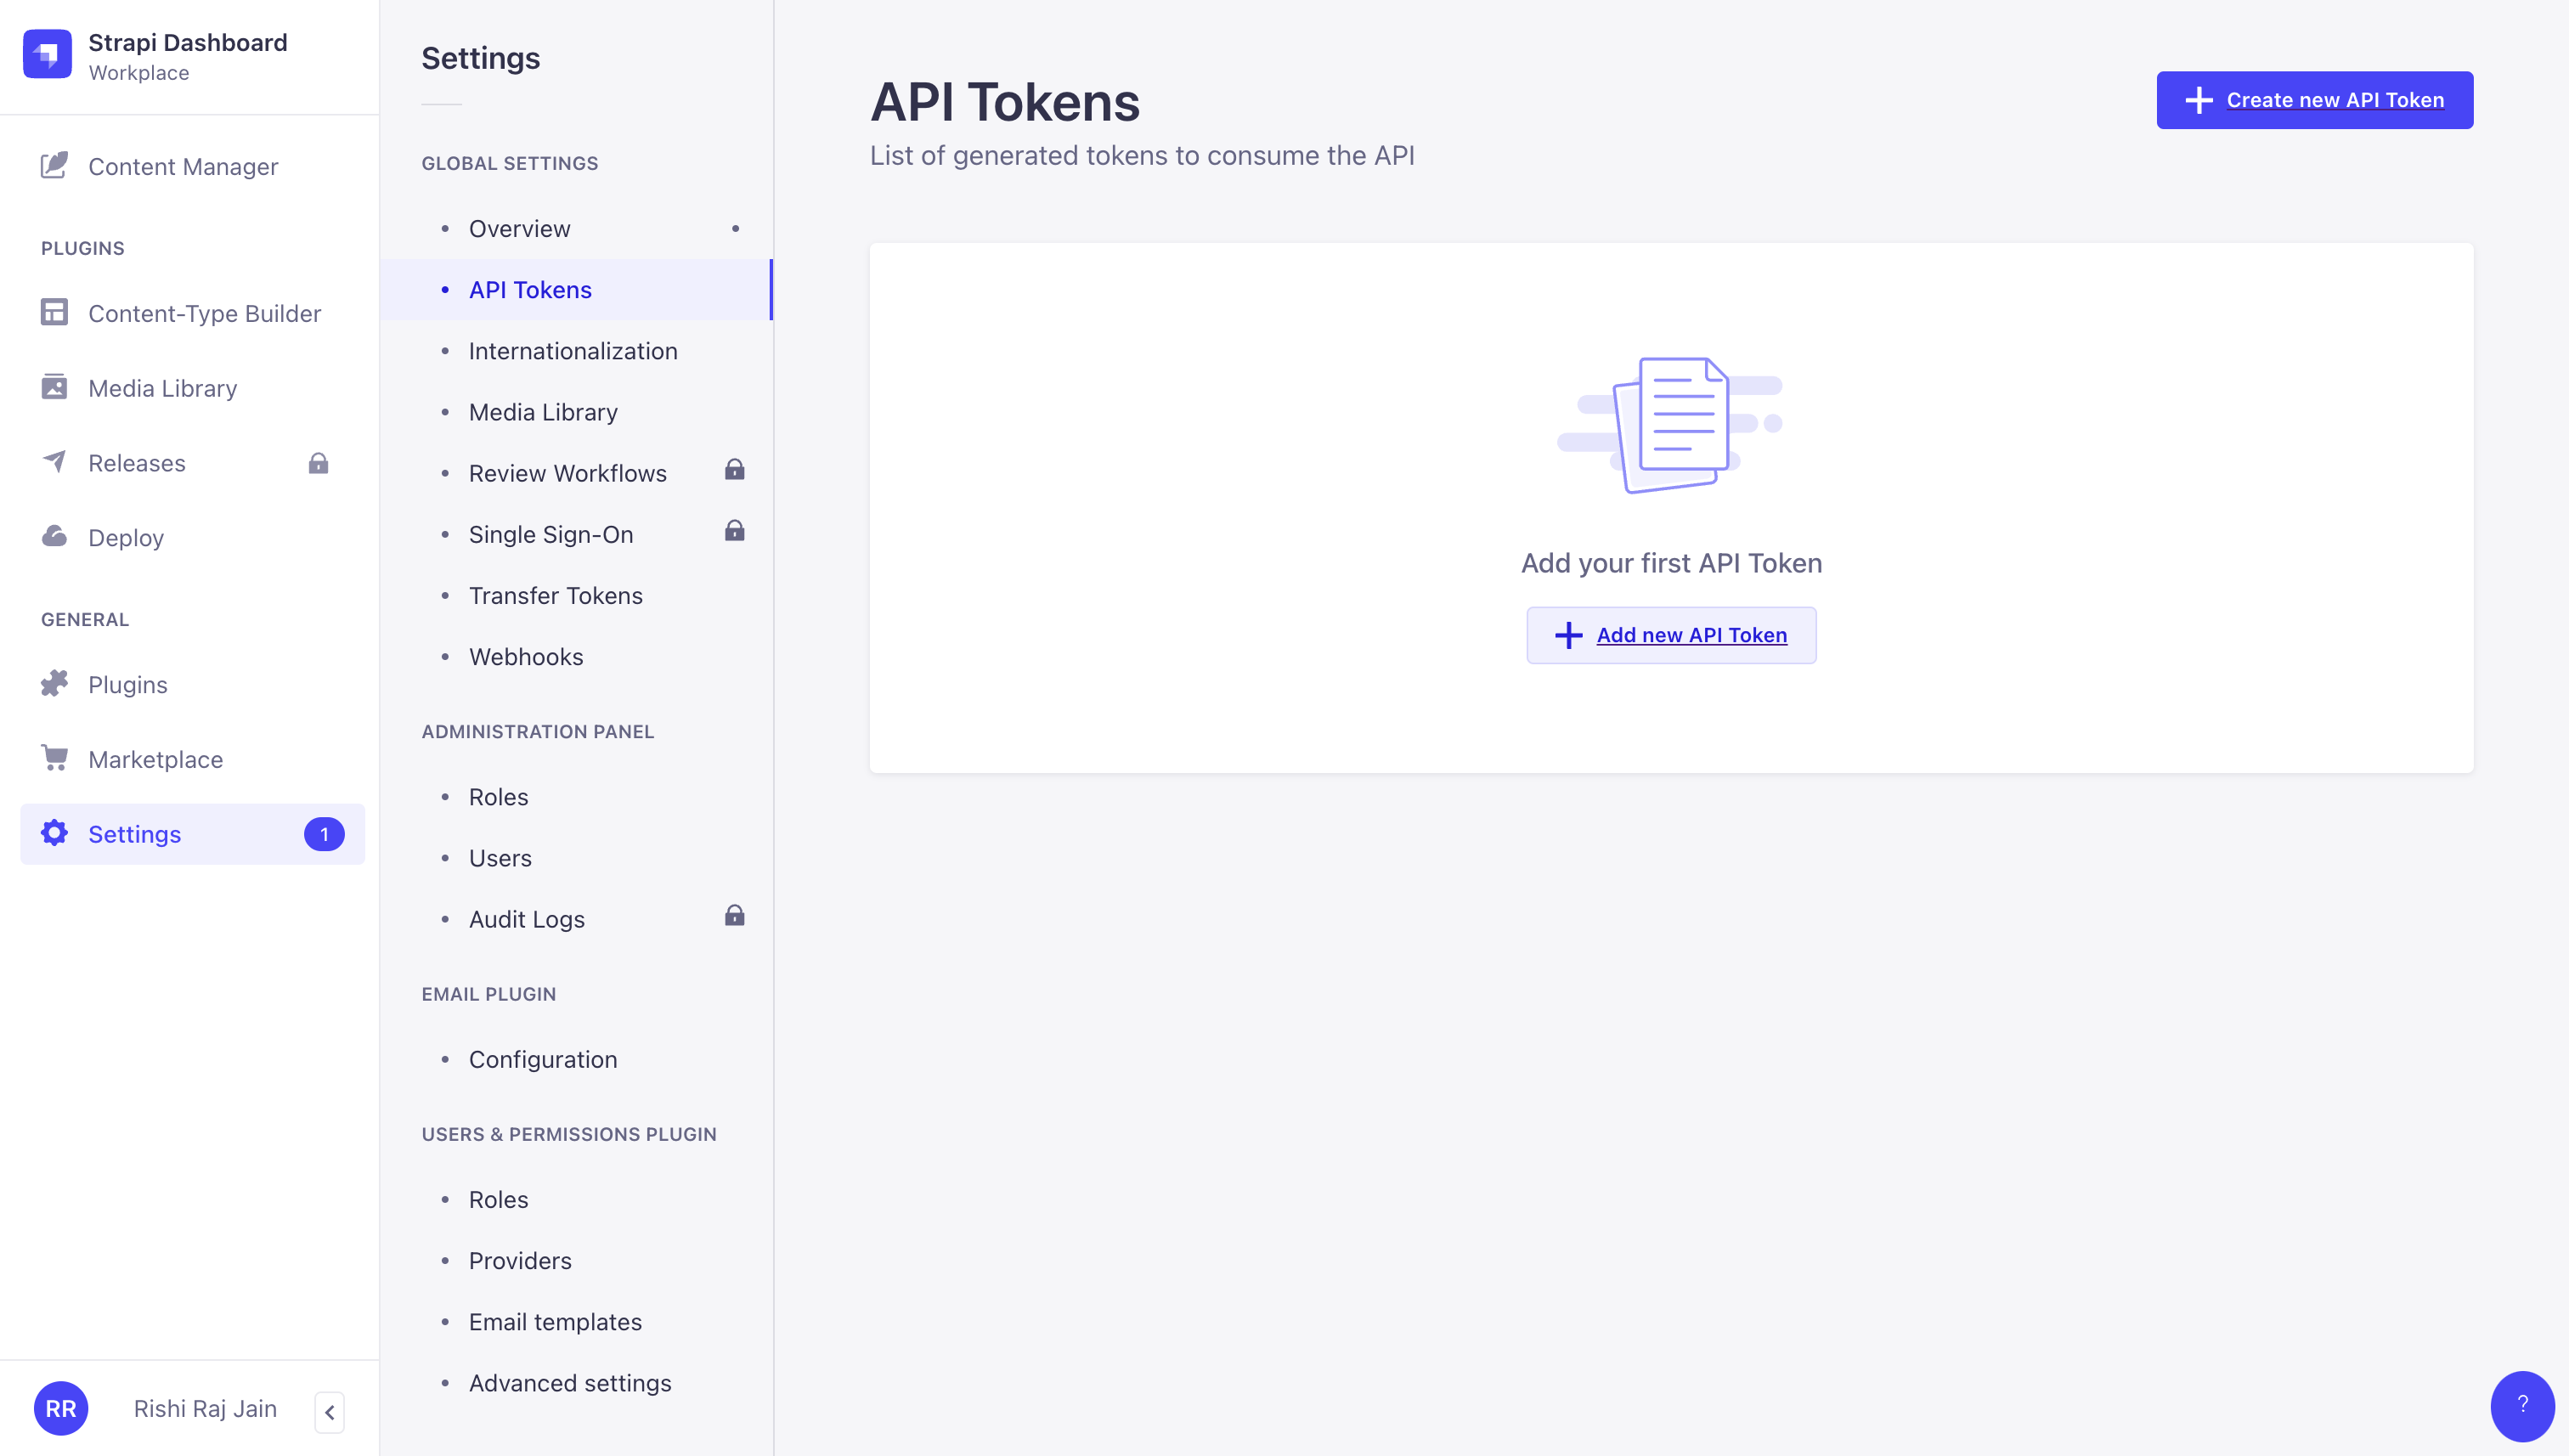 Strapi Dashboard
Workplace
Content Manager
PLUGINS
Content-Type Builder
Media Library
Releases
Deploy
GENERAL
Plugins
Marketplace
Settings
1
RR
Rishi Raj Jain
Settings
GLOBAL SETTINGS
Overview
API Tokens
Internationalization
Media Library
Review Workflows
Single Sign-On
Transfer Tokens
Webhooks
ADMINISTRATION PANEL
Roles
Users
Audit Logs
EMAIL PLUGIN
Configuration
USERS & PERMISSIONS PLUGIN
Roles
Providers
Email templates
Advanced settings
API Tokens
List of generated tokens to consume the API
Create new API Token
Add your first API Token
Add new API Token
?